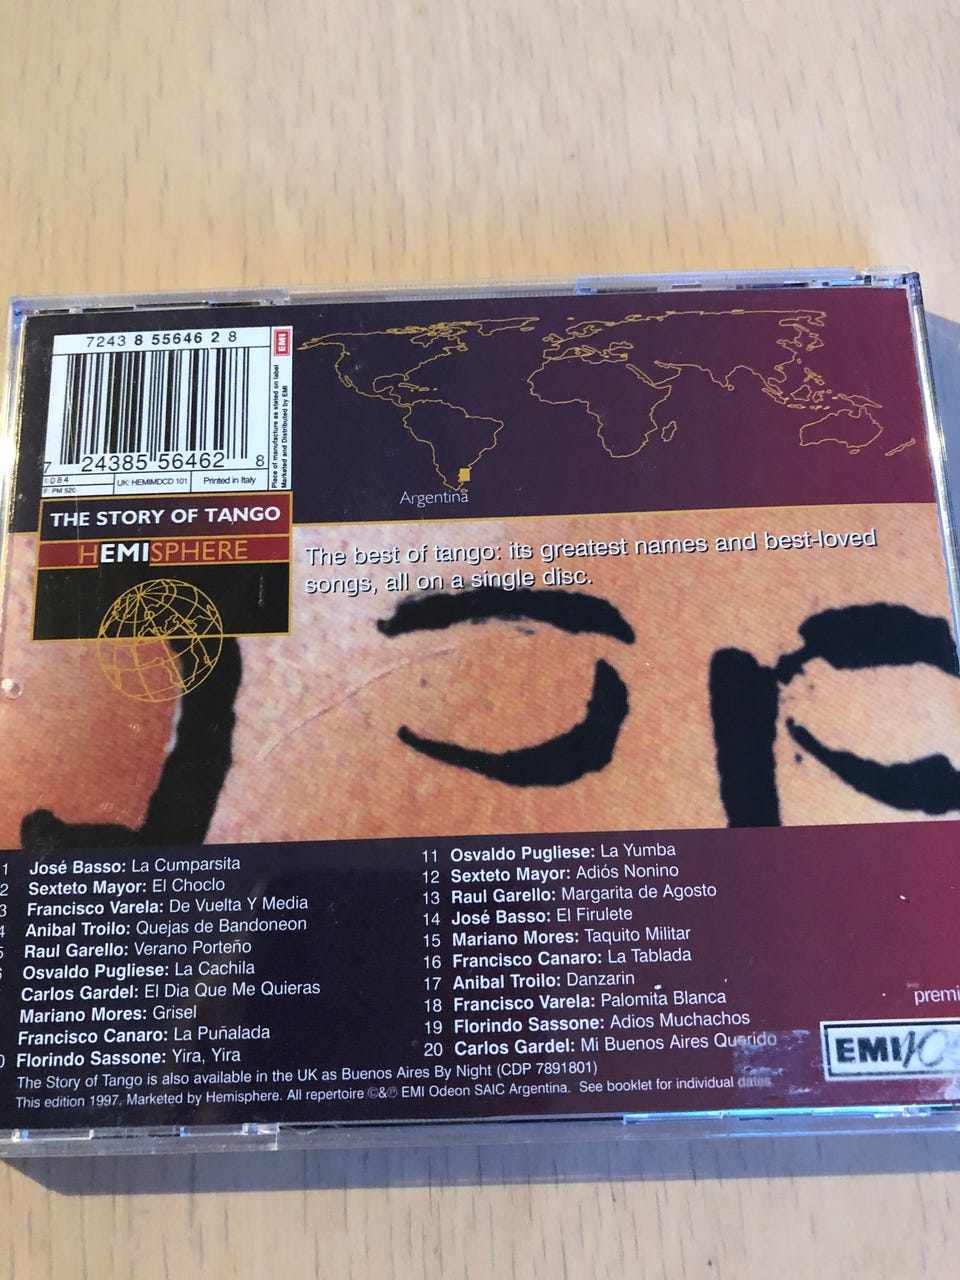 7243 8 55646 2 8
EMI
Place of manufacture as stated on label
Marketed and Distributed by EMI
7 24385 56462 8
1084
F: PM 520
UK: HEMIMDCD 101
Printed in Italy
THE STORY OF TANGO
HEMISPHERE
Argentina
The best of tango: its greatest names and best-loved
songs, all on a single disc.
1 José Basso: La Cumparsita
2 Sexteto Mayor: El Choclo
3 Francisco Varela: De Vuelta Y Media
4 Anibal Troilo: Quejas de Bandoneon
5 Raul Garello: Verano Porteño
Osvaldo Pugliese: La Cachila
Carlos Gardel: El Dia Que Me Quieras
Mariano Mores: Grisel
Francisco Canaro: La Puñalada
0 Florindo Sassone: Yira, Yira
11 Osvaldo Pugliese: La Yumba
12 Sexteto Mayor: Adiós Nonino
13 Raul Garello: Margarita de Agosto
14 José Basso: El Firulete
15 Mariano Mores: Taquito Militar
16 Francisco Canaro: La Tablada
17 Anibal Troilo: Danzarin
18 Francisco Varela: Palomita Blanca
19 Florindo Sassone: Adios Muchachos
20 Carlos Gardel: Mi Buenos Aires Querido
The Story of Tango is also available in the UK as Buenos Aires By Night (CDP 7891801)
This edition 1997. Marketed by Hemisphere. All repertoire ©&℗ EMI Odeon SAIC Argentina. See booklet for individual dates
premi
EMI 10